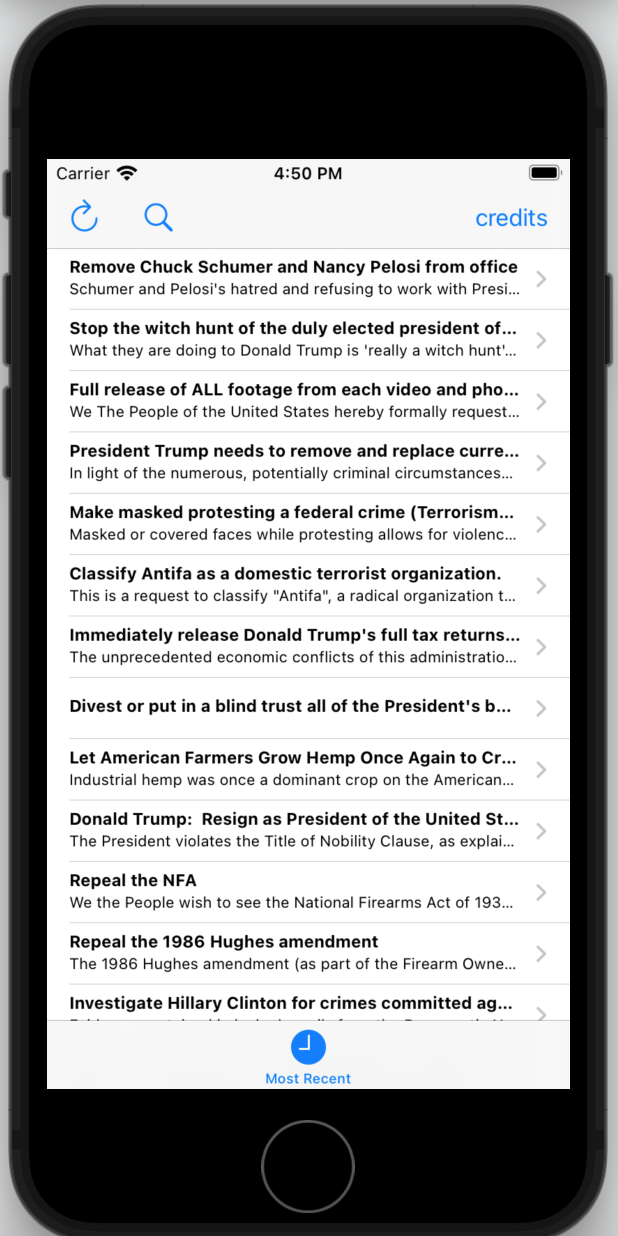 Carrier 4:50 PM
credits
Remove Chuck Schumer and Nancy Pelosi from office
Schumer and Pelosi's hatred and refusing to work with Presi...
Stop the witch hunt of the duly elected president of...
What they are doing to Donald Trump is 'really a witch hunt'...
Full release of ALL footage from each video and pho...
We The People of the United States hereby formally request...
President Trump needs to remove and replace curre...
In light of the numerous, potentially criminal circumstances...
Make masked protesting a federal crime (Terrorism...
Masked or covered faces while protesting allows for violenc...
Classify Antifa as a domestic terrorist organization.
This is a request to classify "Antifa", a radical organization t...
Immediately release Donald Trump's full tax returns...
The unprecedented economic conflicts of this administratio...
Divest or put in a blind trust all of the President's b...
Let American Farmers Grow Hemp Once Again to Cr...
Industrial hemp was once a dominant crop on the American...
Donald Trump:  Resign as President of the United St...
The President violates the Title of Nobility Clause, as explai...
Repeal the NFA
We the People wish to see the National Firearms Act of 193...
Repeal the 1986 Hughes amendment
The 1986 Hughes amendment (as part of the Firearm Owne...
Investigate Hillary Clinton for crimes committed ag...
Most Recent